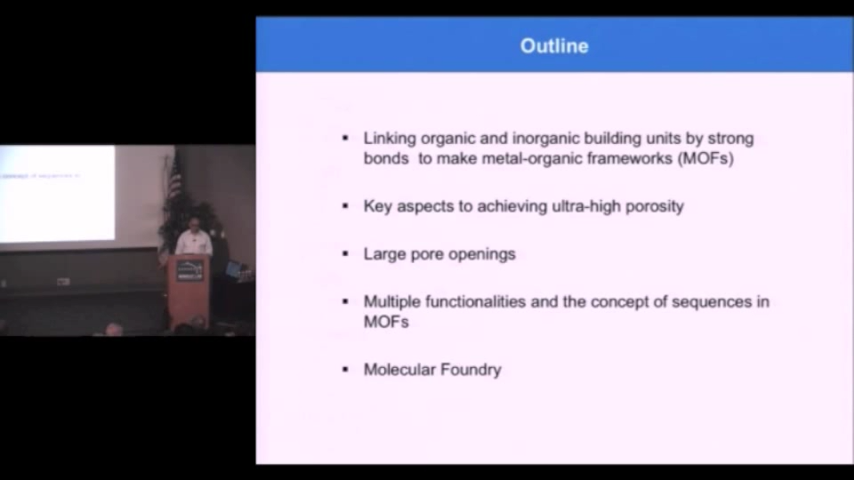 Outline
▪ Linking organic and inorganic building units by strong
bonds to make metal-organic frameworks (MOFs)
▪ Key aspects to achieving ultra-high porosity
▪ Large pore openings
▪ Multiple functionalities and the concept of sequences in
MOFs
▪ Molecular Foundry